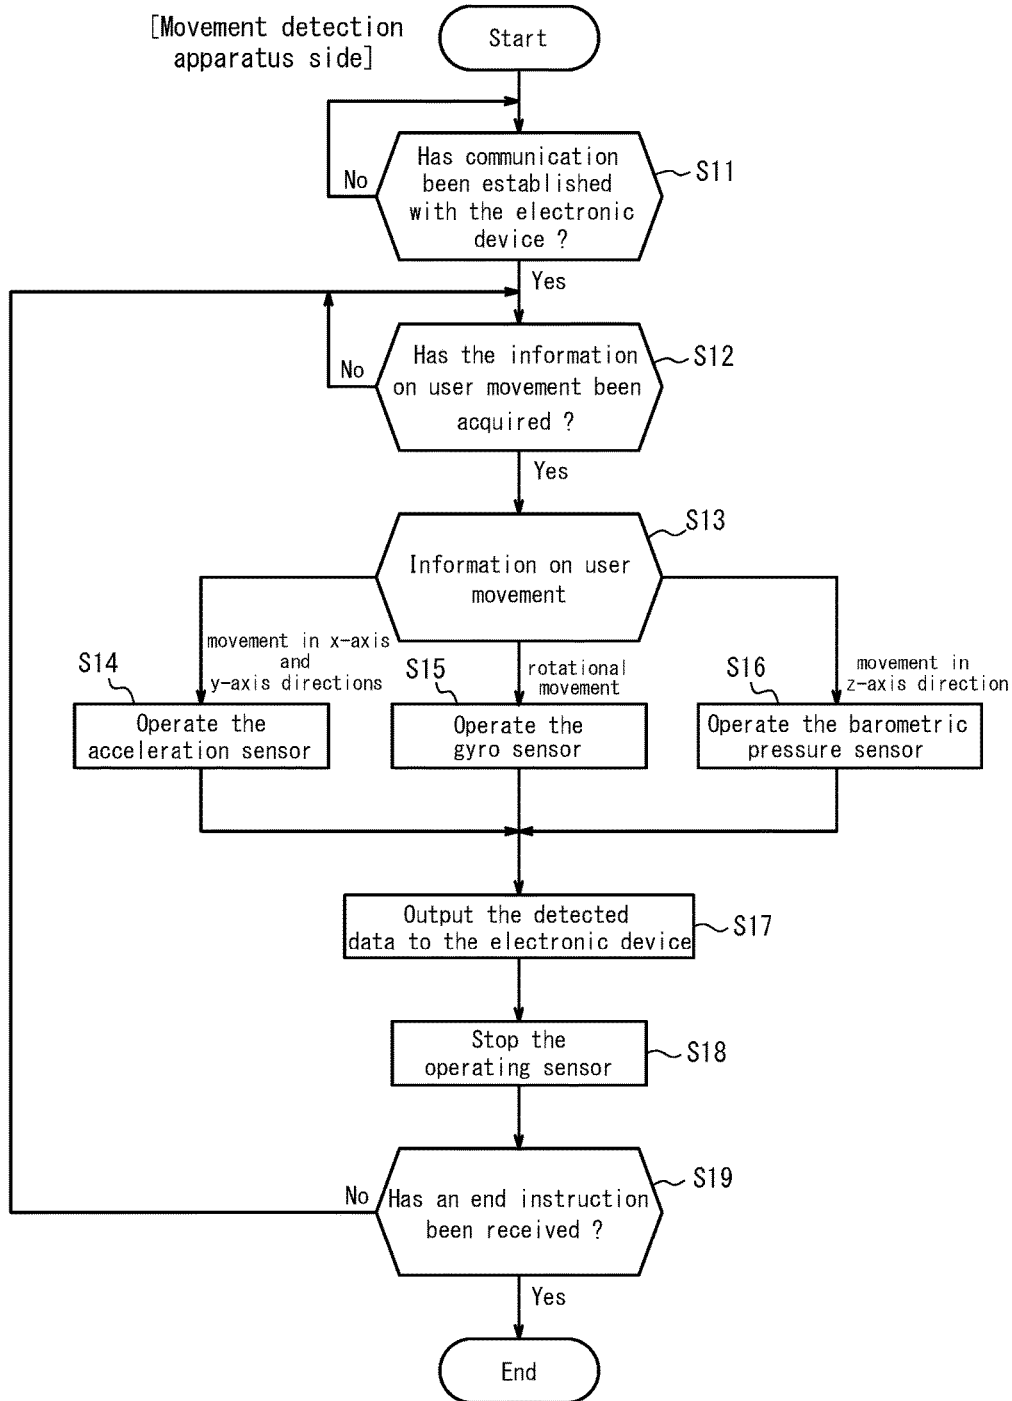 [Movement detection
apparatus side]
Start
Has communication
been established
with the electronic
device ?
S11
No
Yes
Has the information
on user movement been
acquired ?
S12
No
Yes
Information on user
movement
S13
movement in x-axis
and
y-axis directions
rotational
movement
movement in
z-axis direction
S14
Operate the
acceleration sensor
S15
Operate the
gyro sensor
S16
Operate the barometric
pressure sensor
Output the detected
data to the electronic device
S17
Stop the
operating sensor
S18
Has an end instruction
been received ?
S19
No
Yes
End